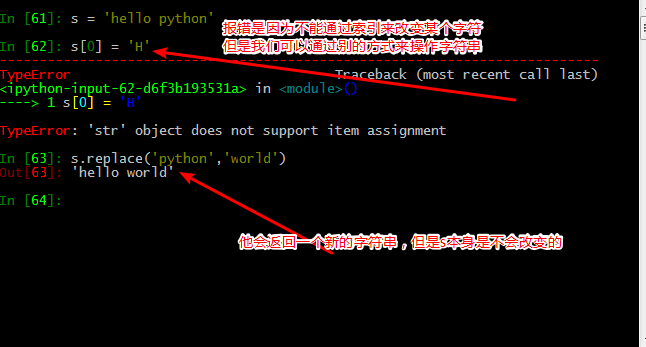 In [61]: s = 'hello python'
报错是因为不能通过索引来改变某个字符
In [62]: s[0] = 'H'
但是我们可以通过别的方式来操作字符串
---------------------------------------------------------------------------
TypeError Traceback (most recent call last)
<ipython-input-62-d6f3b193531a> in <module>()
----> 1 s[0] = 'H'
TypeError: 'str' object does not support item assignment
In [63]: s.replace('python','world')
Out[63]: 'hello world'
In [64]:
他会返回一个新的字符串，但是s本身是不会改变的